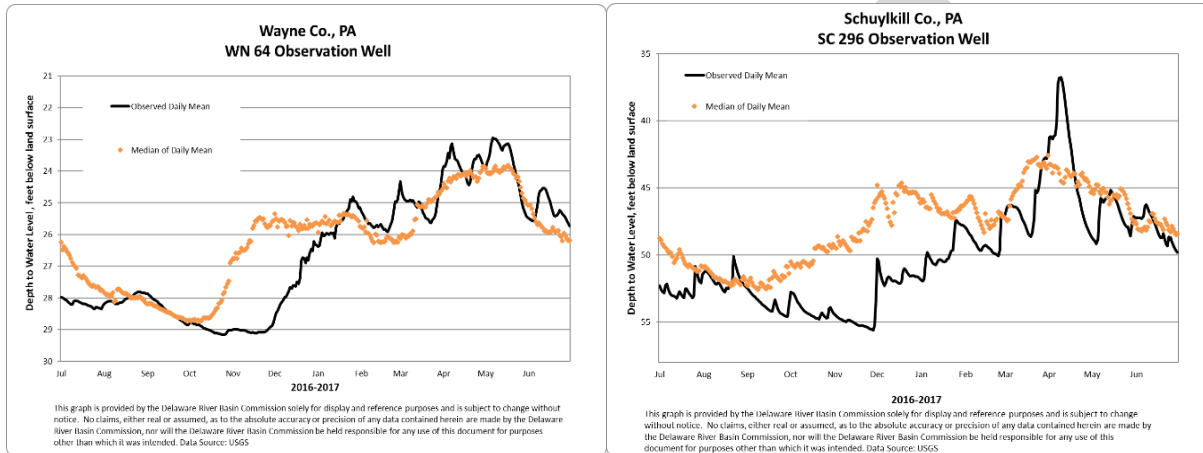 Wayne Co., PA
WN 64 Observation Well
Depth to Water Level, feet below land surface
21
22
23
24
25
26
27
28
29
30
Observed Daily Mean
Median of Daily Mean
Jul Aug Sep Oct Nov Dec Jan Feb Mar Apr May Jun
2016-2017
This graph is provided by the Delaware River Basin Commission solely for display and reference purposes and is subject to change without
notice. No claims, either real or assumed, as to the absolute accuracy or precision of any data contained herein are made by the Delaware
River Basin Commission, nor will the Delaware River Basin Commission be held responsible for any use of this document for purposes
other than which it was intended. Data Source: USGS
Schuylkill Co., PA
SC 296 Observation Well
Depth to Water Level, feet below land surface
35
40
45
50
55
Observed Daily Mean
Median of Daily Mean
Jul Aug Sep Oct Nov Dec Jan Feb Mar Apr May Jun
2016-2017
This graph is provided by the Delaware River Basin Commission solely for display and reference purposes and is subject to change
without notice. No claims, either real or assumed, as to the absolute accuracy or precision of any data contained herein are made by
the Delaware River Basin Commission, nor will the Delaware River Basin Commission be held responsible for any use of this
document for purposes other than which it was intended. Data Source: USGS